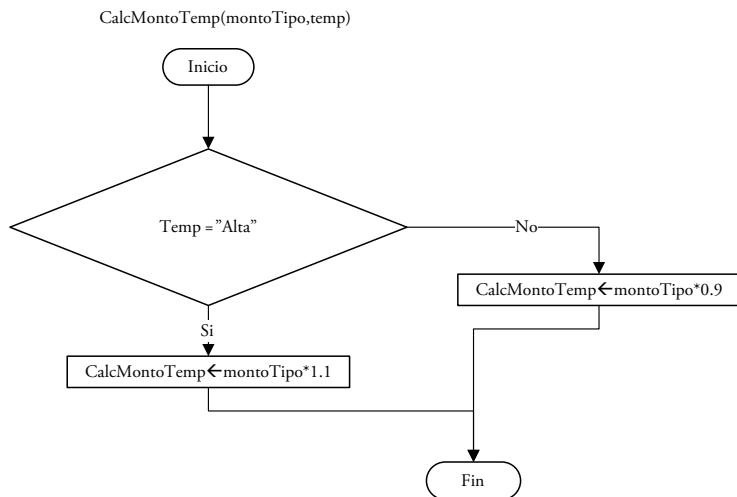 CalcMontoTemp(montoTipo,temp)
Inicio
Temp =”Alta”
No
CalcMontoTemp←montoTipo*0.9
Si
CalcMontoTemp←montoTipo*1.1
Fin